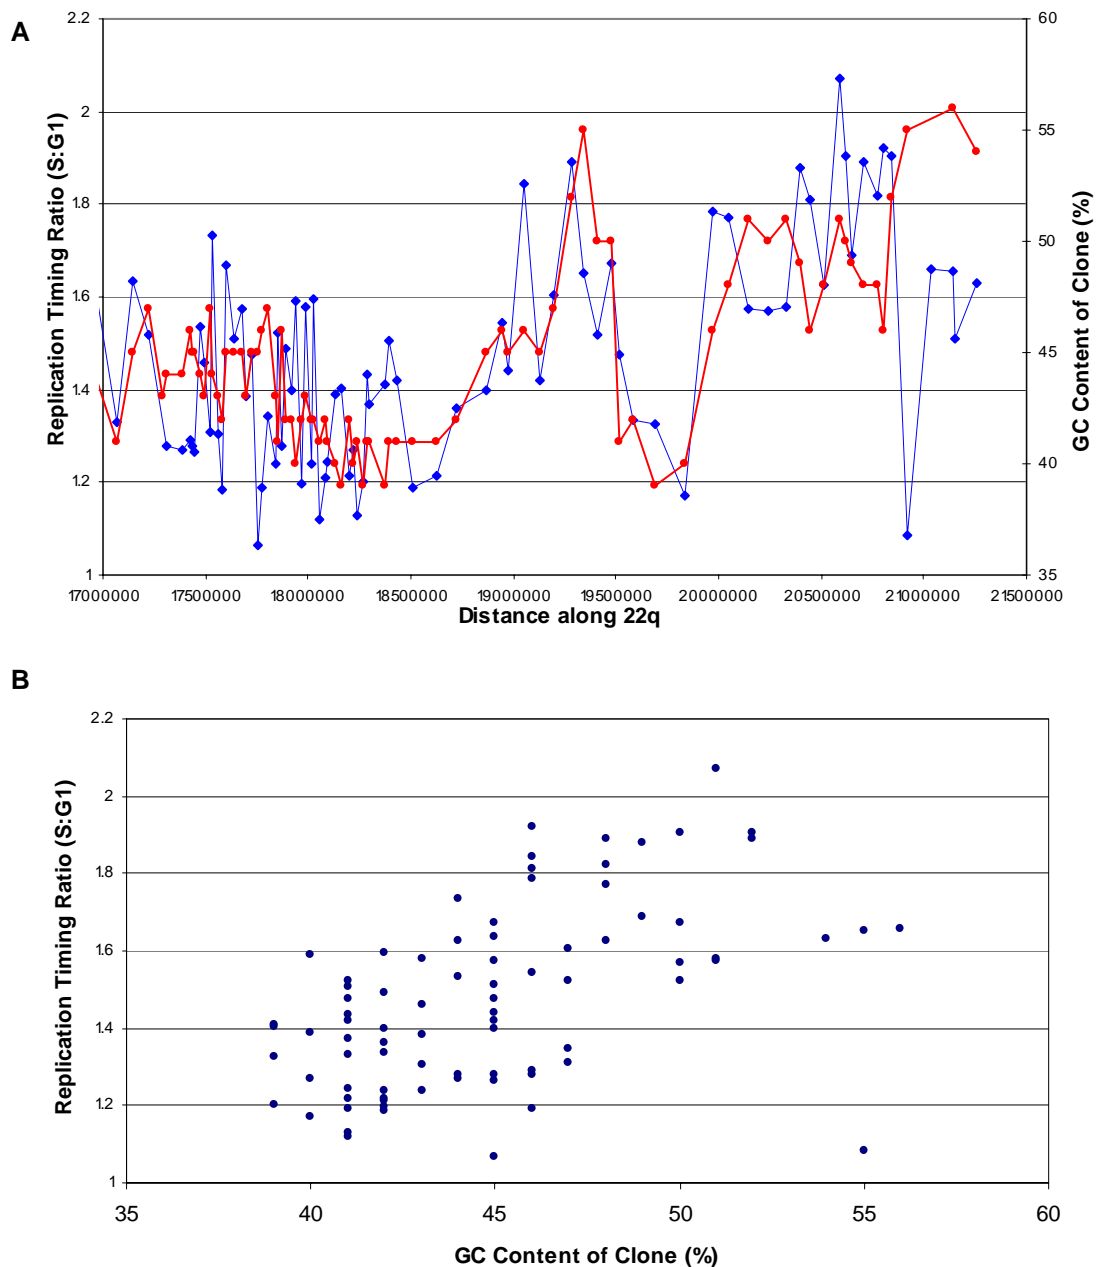 A
2.2
2
1.8
1.6
1.4
1.2
1
Replication Timing Ratio (S:G1)
60
55
50
45
40
35
GC Content of Clone (%)
17000000 17500000 18000000 18500000 19000000 19500000 20000000 20500000 21000000 21500000
Distance along 22q
B
2.2
2
1.8
1.6
1.4
1.2
1
Replication Timing Ratio (S:G1)
35 40 45 50 55 60
GC Content of Clone (%)